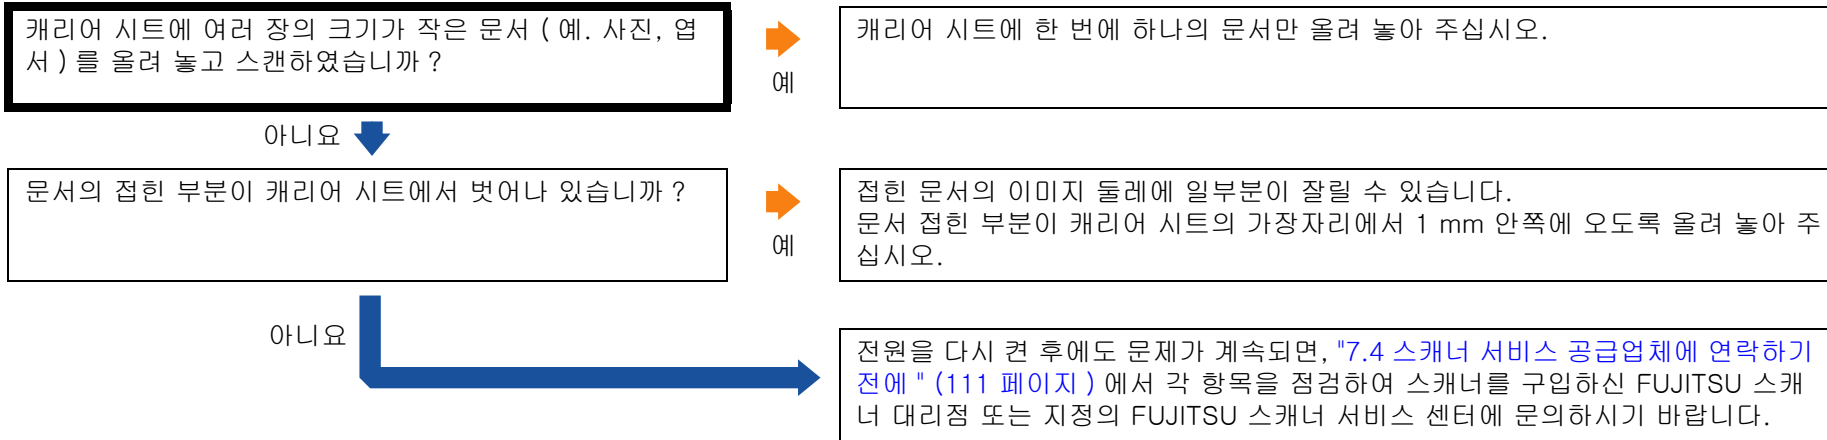 캐리어 시트에 여러 장의 크기가 작은 문서 ( 예. 사진, 엽
서 ) 를 올려 놓고 스캔하였습니까 ?
예
캐리어 시트에 한 번에 하나의 문서만 올려 놓아 주십시오.
아니요
문서의 접힌 부분이 캐리어 시트에서 벗어나 있습니까 ?
예
접힌 문서의 이미지 둘레에 일부분이 잘릴 수 있습니다.
문서 접힌 부분이 캐리어 시트의 가장자리에서 1 mm 안쪽에 오도록 올려 놓아 주
십시오.
아니요
전원을 다시 켠 후에도 문제가 계속되면, "7.4 스캐너 서비스 공급업체에 연락하기
전에 " (111 페이지 ) 에서 각 항목을 점검하여 스캐너를 구입하신 FUJITSU 스캐
너 대리점 또는 지정의 FUJITSU 스캐너 서비스 센터에 문의하시기 바랍니다.